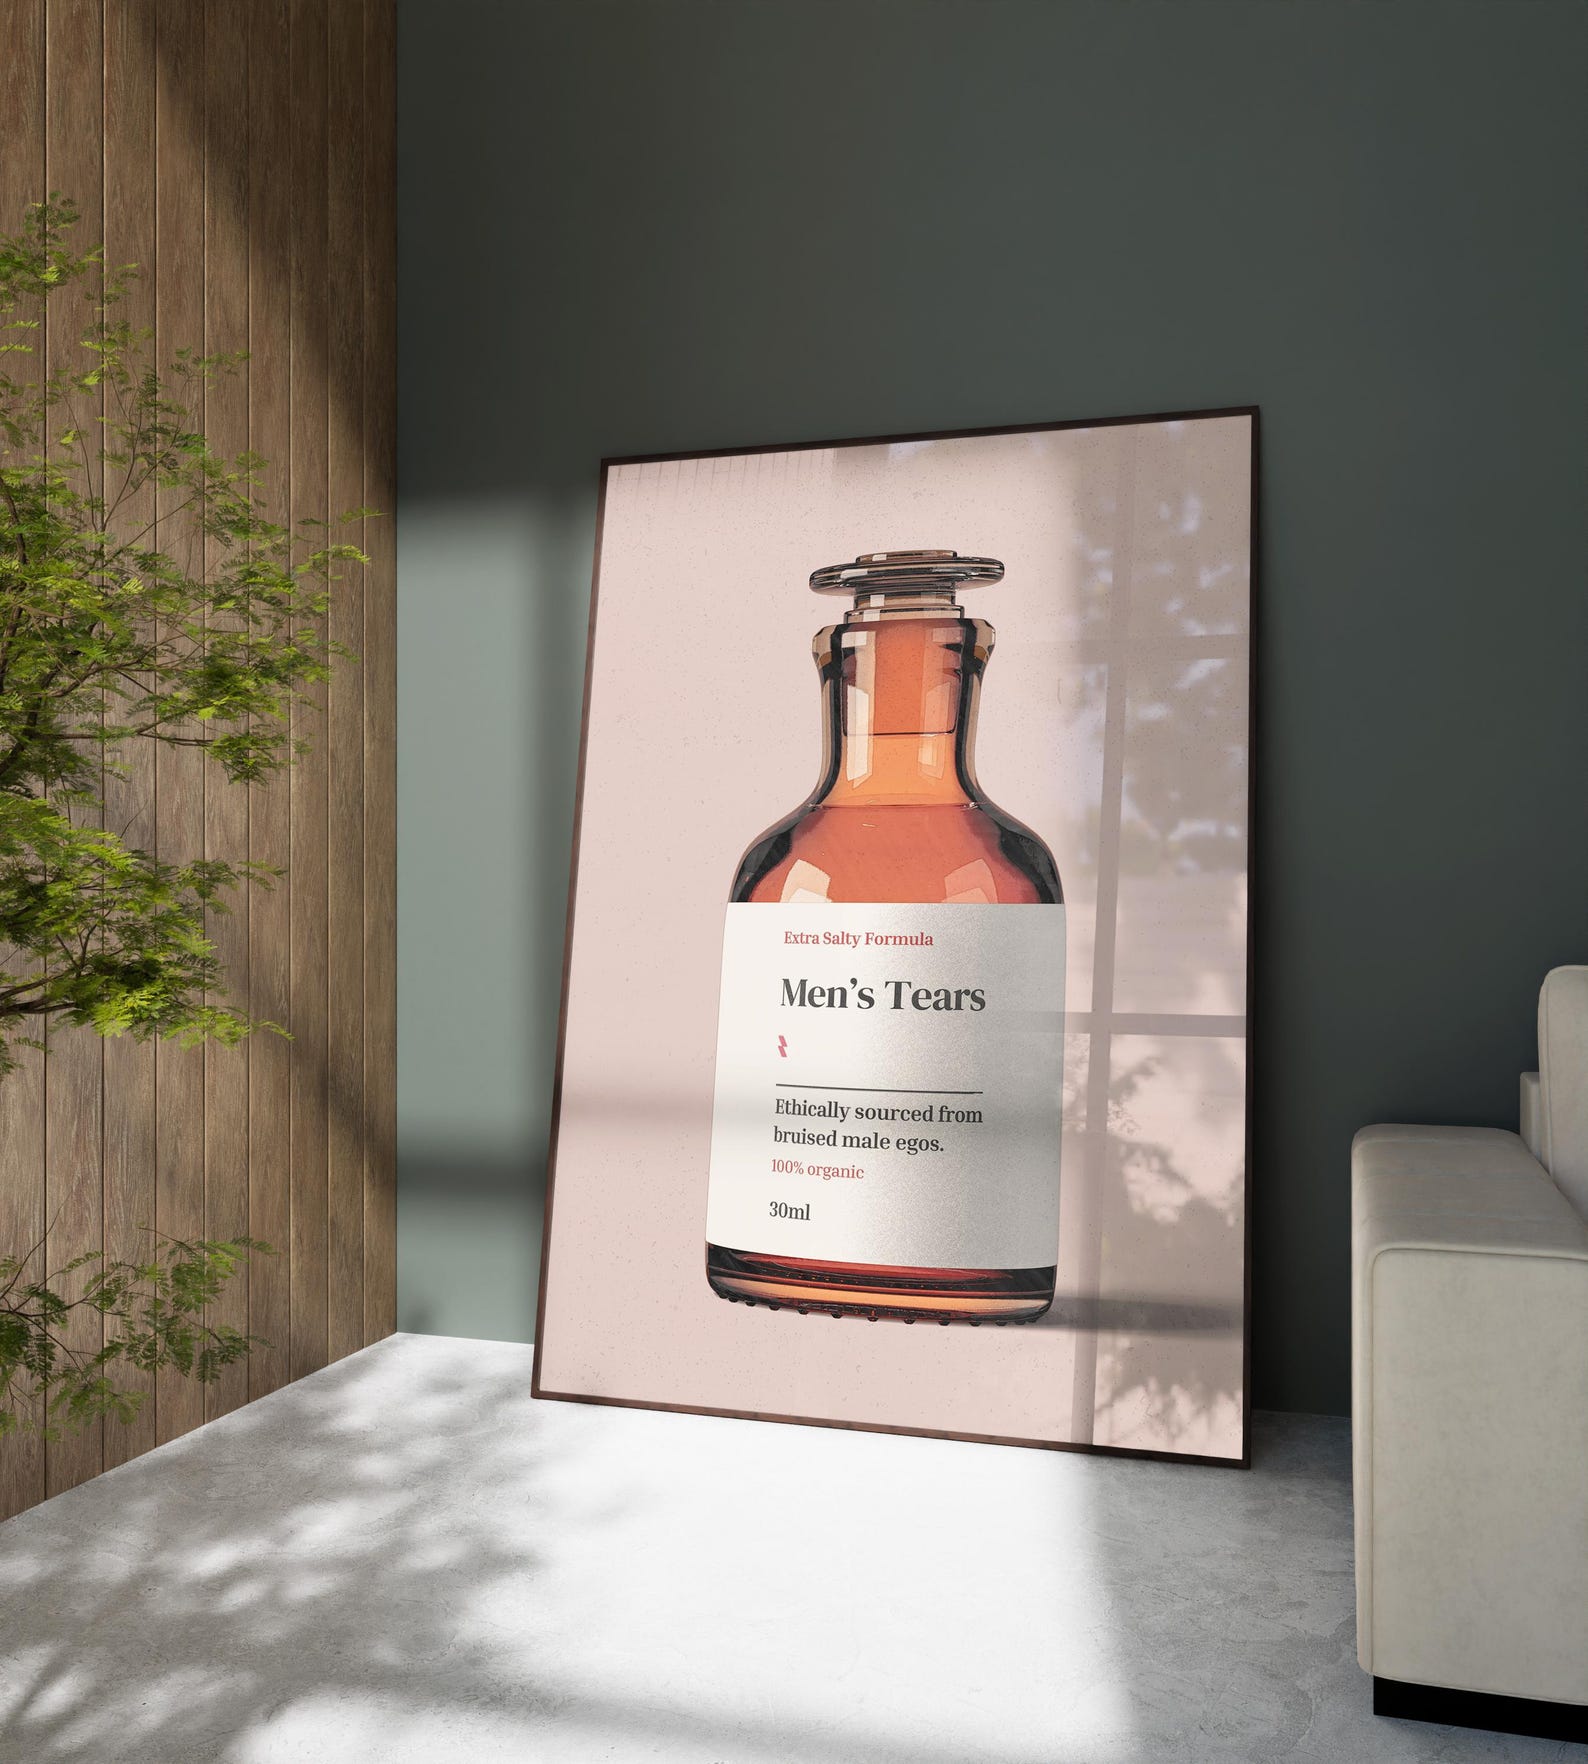 Extra Salty Formula
Men’s Tears
Ethically sourced from
bruised male egos.
100% organic
30ml